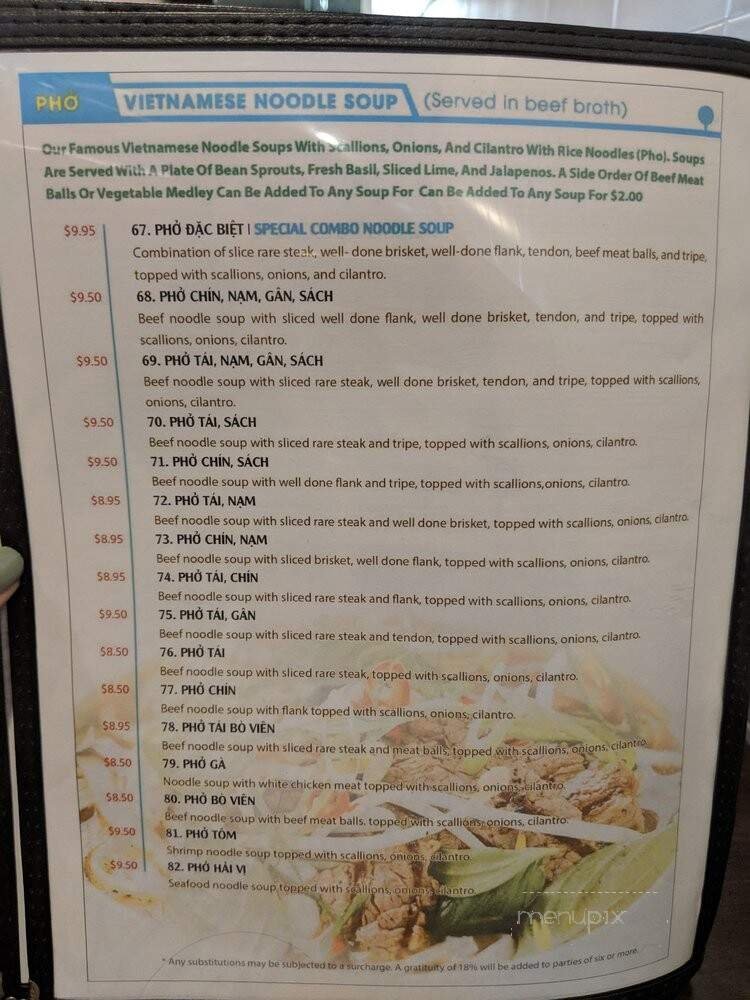 PHỞ VIETNAMESE NOODLE SOUP (Served in beef broth)
Our Famous Vietnamese Noodle Soups With Scallions, Onions, And Cilantro With Rice Noodles (Pho). Soups
Are Served With A Plate Of Bean Sprouts, Fresh Basil, Sliced Lime, And Jalapenos. A Side Order Of Beef Meat
Balls Or Vegetable Medley Can Be Added To Any Soup For Can Be Added To Any Soup For $2.00
$9.95 67. PHỞ ĐẶC BIỆT | SPECIAL COMBO NOODLE SOUP
Combination of slice rare steak, well- done brisket, well-done flank, tendon, beef meat balls, and tripe,
topped with scallions, onions, and cilantro.
$9.50 68. PHỞ CHÍN, NẠM, GÂN, SÁCH
Beef noodle soup with sliced well done flank, well done brisket, tendon, and tripe, topped with
scallions, onions, cilantro.
$9.50 69. PHỞ TÁI, NẠM, GÂN, SÁCH
Beef noodle soup with sliced rare steak, well done brisket, tendon, and tripe, topped with scallions,
onions, cilantro.
$9.50 70. PHỞ TÁI, SÁCH
Beef noodle soup with sliced rare steak and tripe, topped with scallions, onions, cilantro.
$9.50 71. PHỞ CHÍN, SÁCH
Beef noodle soup with well done flank and tripe, topped with scallions,onions, cilantro.
$8.95 72. PHỞ TÁI, NẠM
Beef noodle soup with sliced rare steak and well done brisket, topped with scallions, onions, cilantro.
$8.95 73. PHỞ CHÍN, NẠM
Beef noodle soup with sliced brisket, well done flank, topped with scallions, onions, cilantro.
$8.95 74. PHỞ TÁI, CHÍN
Beef noodle soup with sliced rare steak and flank, topped with scallions, onions, cilantro.
$9.50 75. PHỞ TÁI, GÂN
Beef noodle soup with sliced rare steak and tendon, topped with scallions, onions, cilantro.
$8.50 76. PHỞ TÁI
Beef noodle soup with sliced rare steak, topped with scallions, onions, cilantro.
$8.50 77. PHỞ CHÍN
Beef noodle soup with flank topped with scallions, onions, cilantro.
$8.95 78. PHỞ TÁI BÒ VIÊN
Beef noodle soup with sliced rare steak and meat balls, topped with scallions, onions, cilantro
$8.50 79. PHỞ GÀ
Noodle soup with white chicken meat topped with scallions, onions, cilantro.
$8.50 80. PHỞ BÒ VIÊN
Beef noodle soup with beef meat balls. topped with scallions, onions, cilantro.
$9.50 81. PHỞ TÔM
Shrimp noodle soup topped with scallions, onions, cilantro.
$9.50 82. PHỞ HẢI VỊ
Seafood noodle soup topped with scallions, onions, cilantro.
menupix
* Any substitutions may be subjected to a surcharge. A gratuity of 18% will be added to parties of six or more.